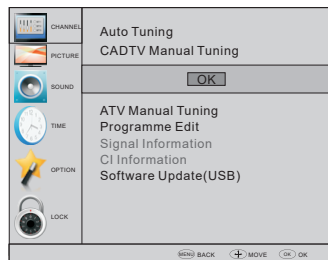 CHANNEL
PICTURE
SOUND
TIME
OPTION
LOCK
Auto Tuning
CADTV Manual Tuning
OK
ATV Manual Tuning
Programme Edit
Signal Information
CI Information
Software Update(USB)
MENU BACK MOVE OK OK